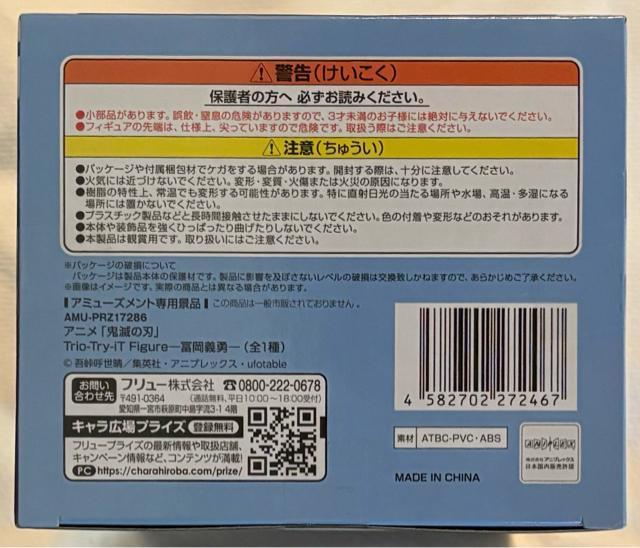 ⚠警告(けいこく)
保護者の方へ 必ずお読みください。
●小部品があります。誤飲・窒息の危険がありますので、3才未満のお子様には絶対に与えないでください。
●フィギュアの先端は、仕様上、尖っていますので危険です。取扱う際はご注意ください。
⚠注意(ちゅうい)
●パッケージや付属梱包材でケガをする場合があります。開封する際は、十分に注意してください。
●火気には近づけないでください。変形・変質・火傷または火災の原因になります。
●樹脂の特性上、常温でも変形する可能性があります。特に直射日光の当たる場所や水場、高温・多湿になる
場所には置かないでください。
●プラスチック製品などと長時間接触させたままにしないでください。色の付着や変形などのおそれがあります。
●本体や装飾品を強くひっぱったり曲げたりしないでください。
●本製品は観賞用です。取り扱いにはご注意ください。
※パッケージの破損について
パッケージは製品本体の保護材です。製品に影響を及ぼさないレベルの破損は交換致しかねますので、あらかじめご了承ください。
※画像はイメージです。実際の商品とは異なる場合があります。
┃アミューズメント専用景品┃この商品は一般市販されておりません。
AMU-PRZ17286
アニメ「鬼滅の刃」
Trio-Try-iT Figure―冨岡義勇―(全1種)
© 吾峠呼世晴/集英社・アニプレックス・ufotable
お問い
合わせ先
フリュー株式会社 ☎0800-222-0678
〒491-0364 (通話無料、平日10:00〜18:00受付)
愛知県一宮市萩原町中島字流3-1 4階
キャラ広場プライズ 登録無料
フリュープライズの最新情報や取扱店舗、
キャンペーン情報など、コンテンツが満載!
PC https://charahiroba.com/prize/
4 582702 272467
素材 ATBC-PVC・ABS
MADE IN CHINA
株式会社アニプレックス
日本国内販売許諾